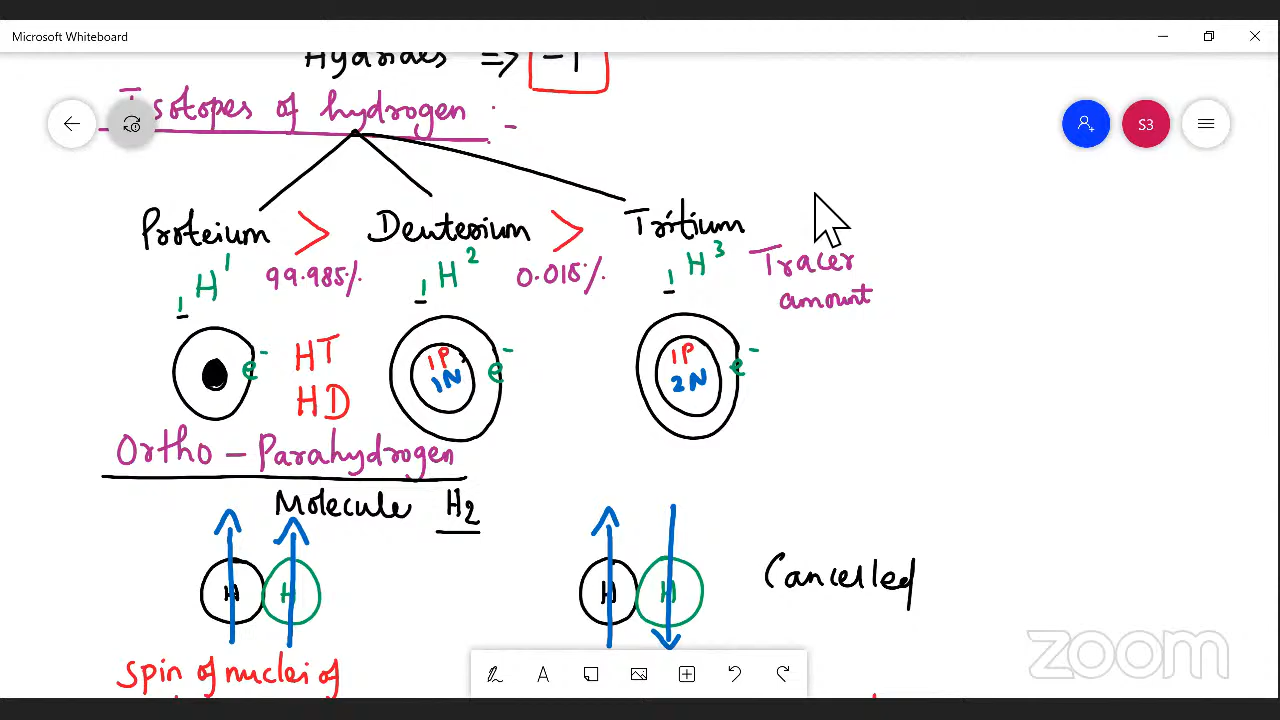 Microsoft Whiteboard
Hydrides ⇒ -1
Isotopes of hydrogen :-
S3
Proteium > Deuterium > Tritium
₁H¹ 99.985% ₁H² 0.015% ₁H³ Tracer
amount
e⁻ HT 1P 1N e⁻ 1P 2N e⁻
HD
Ortho - Parahydrogen
Molecule H₂
H H H H Cancelled
zoom
spin of nuclei of